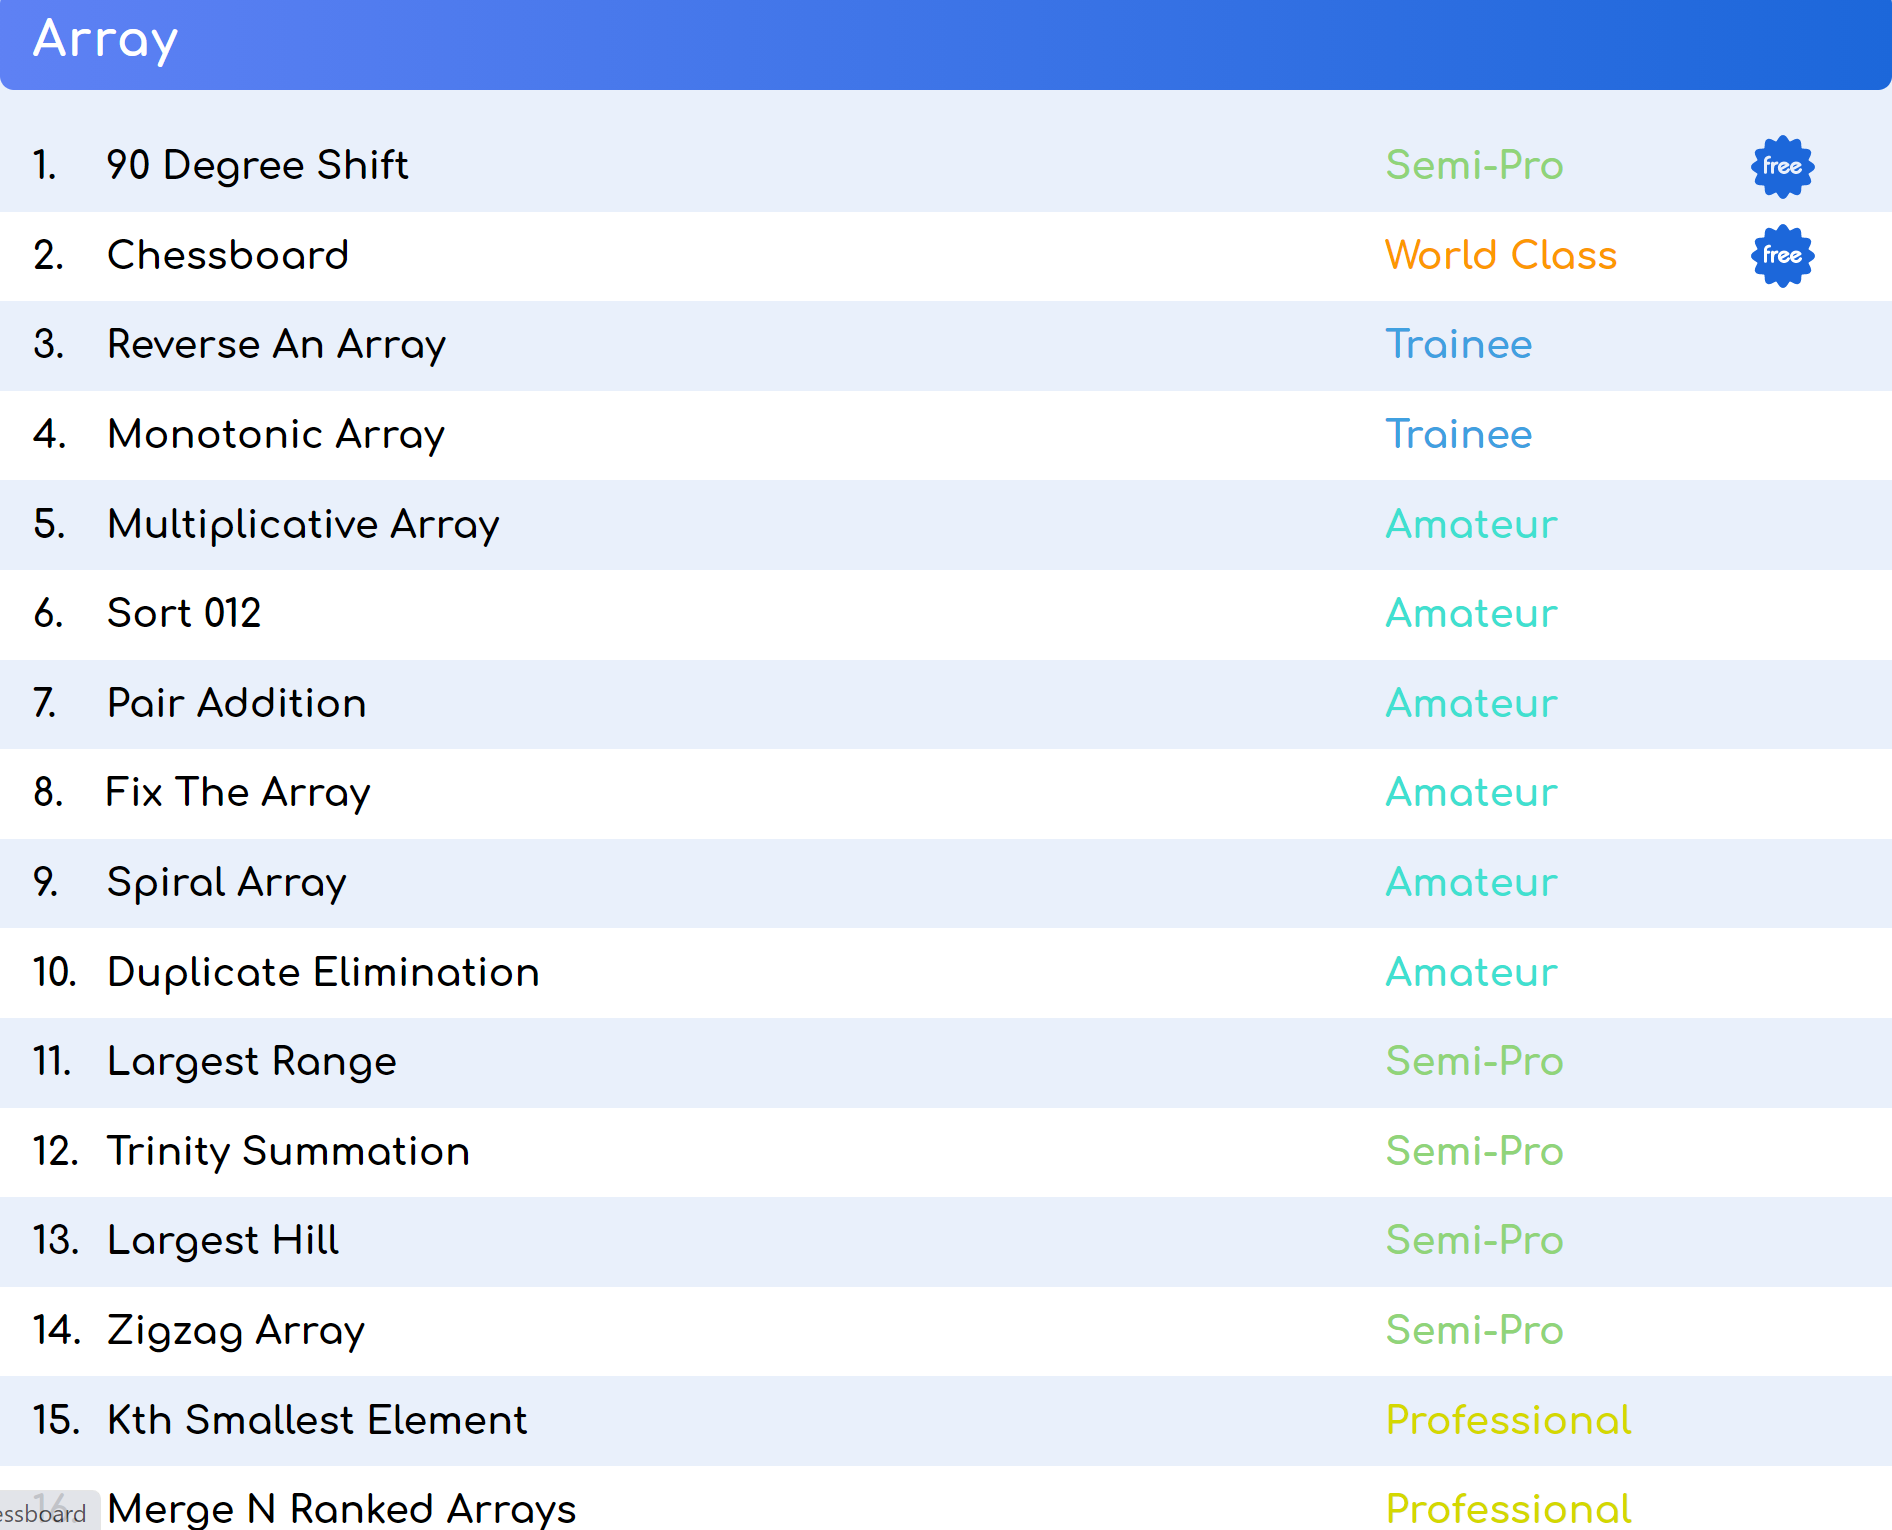 Array
1. 90 Degree Shift Semi-Pro free
2. Chessboard World Class free
3. Reverse An Array Trainee
4. Monotonic Array Trainee
5. Multiplicative Array Amateur
6. Sort 012 Amateur
7. Pair Addition Amateur
8. Fix The Array Amateur
9. Spiral Array Amateur
10. Duplicate Elimination Amateur
11. Largest Range Semi-Pro
12. Trinity Summation Semi-Pro
13. Largest Hill Semi-Pro
14. Zigzag Array Semi-Pro
15. Kth Smallest Element Professional
16. Merge N Ranked Arrays Professional
essboard